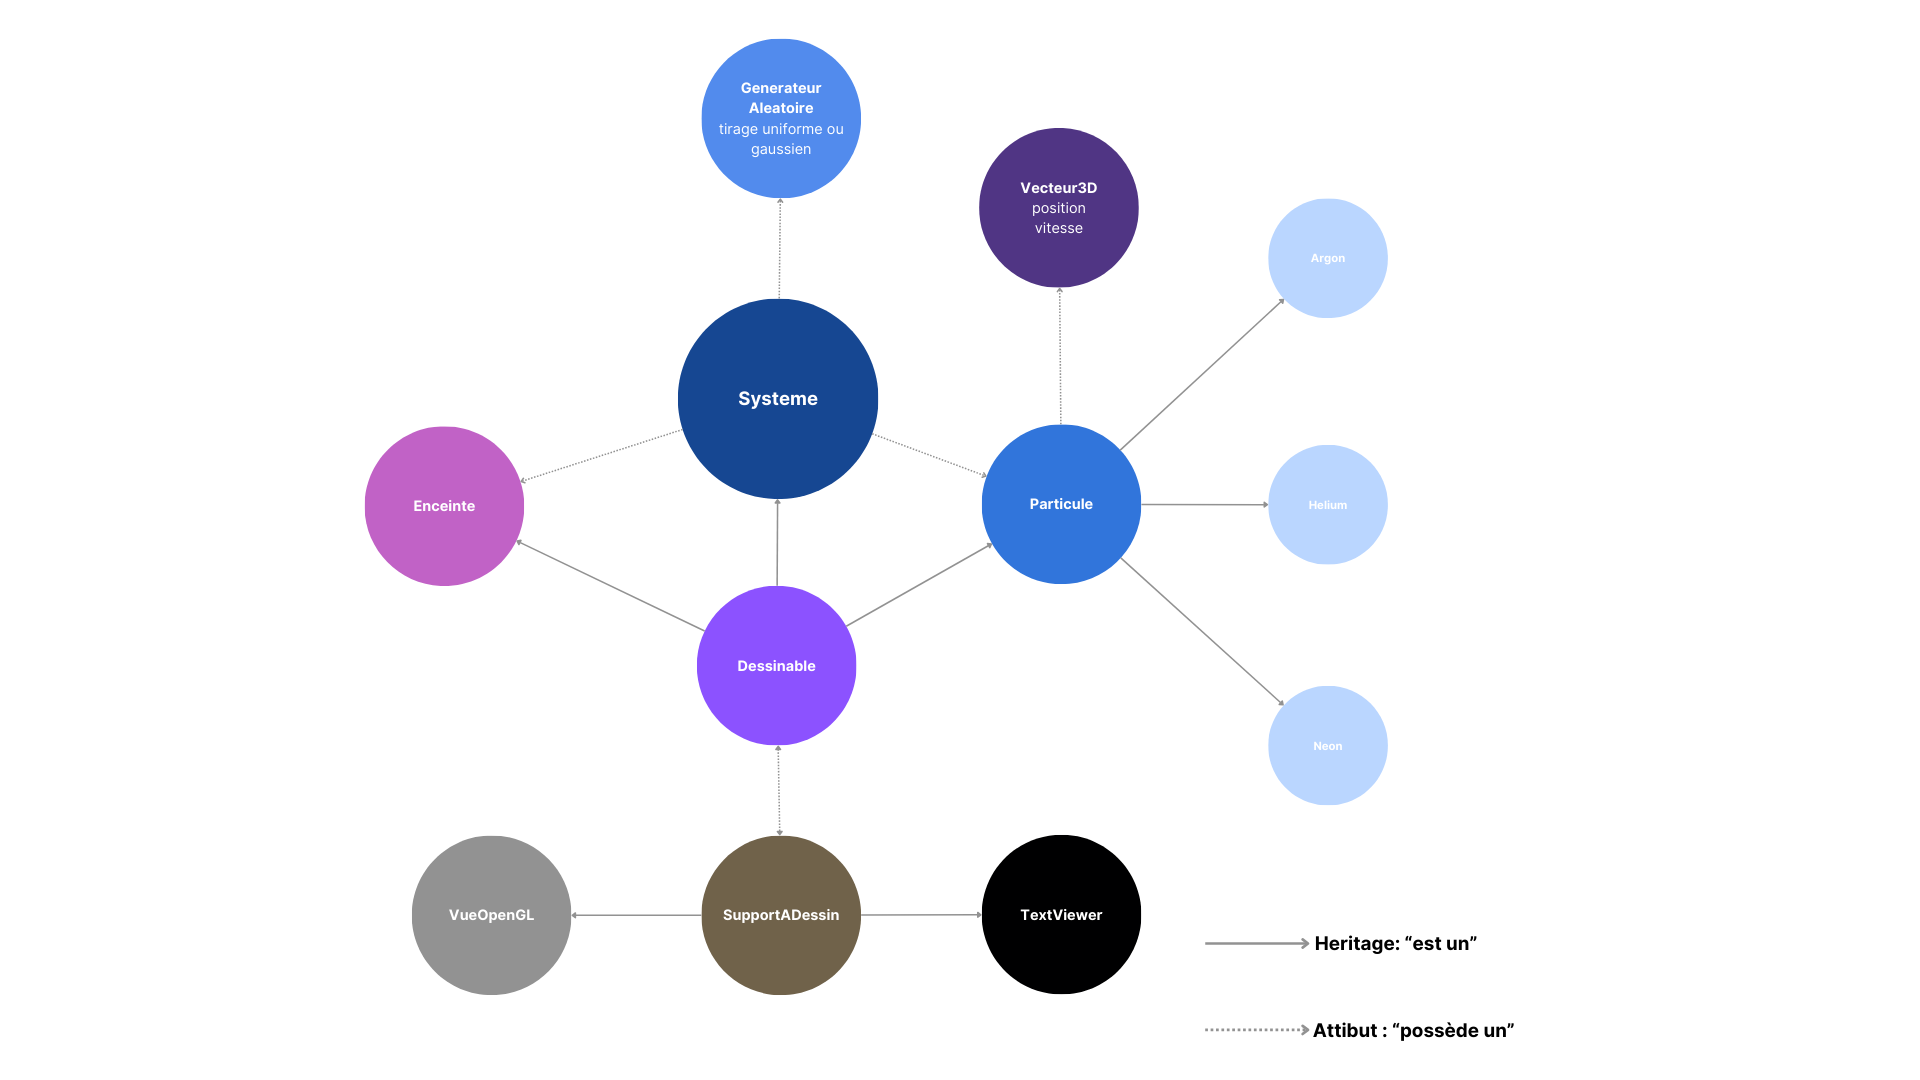 Generateur
Aleatoire
tirage uniforme ou
gaussien
Vecteur3D
position
vitesse
Argon
Systeme
Enceinte
Particule
Helium
Dessinable
Neon
VueOpenGL
SupportADessin
TextViewer
Heritage: “est un”
Attibut : “possède un”